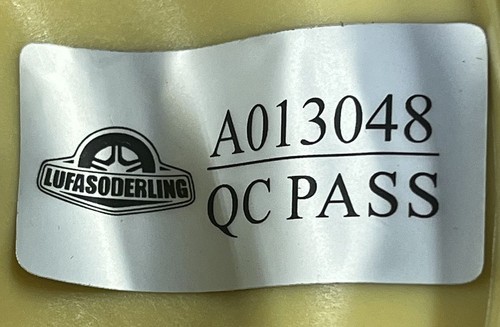 LUFASODERLING
A013048
QC PASS